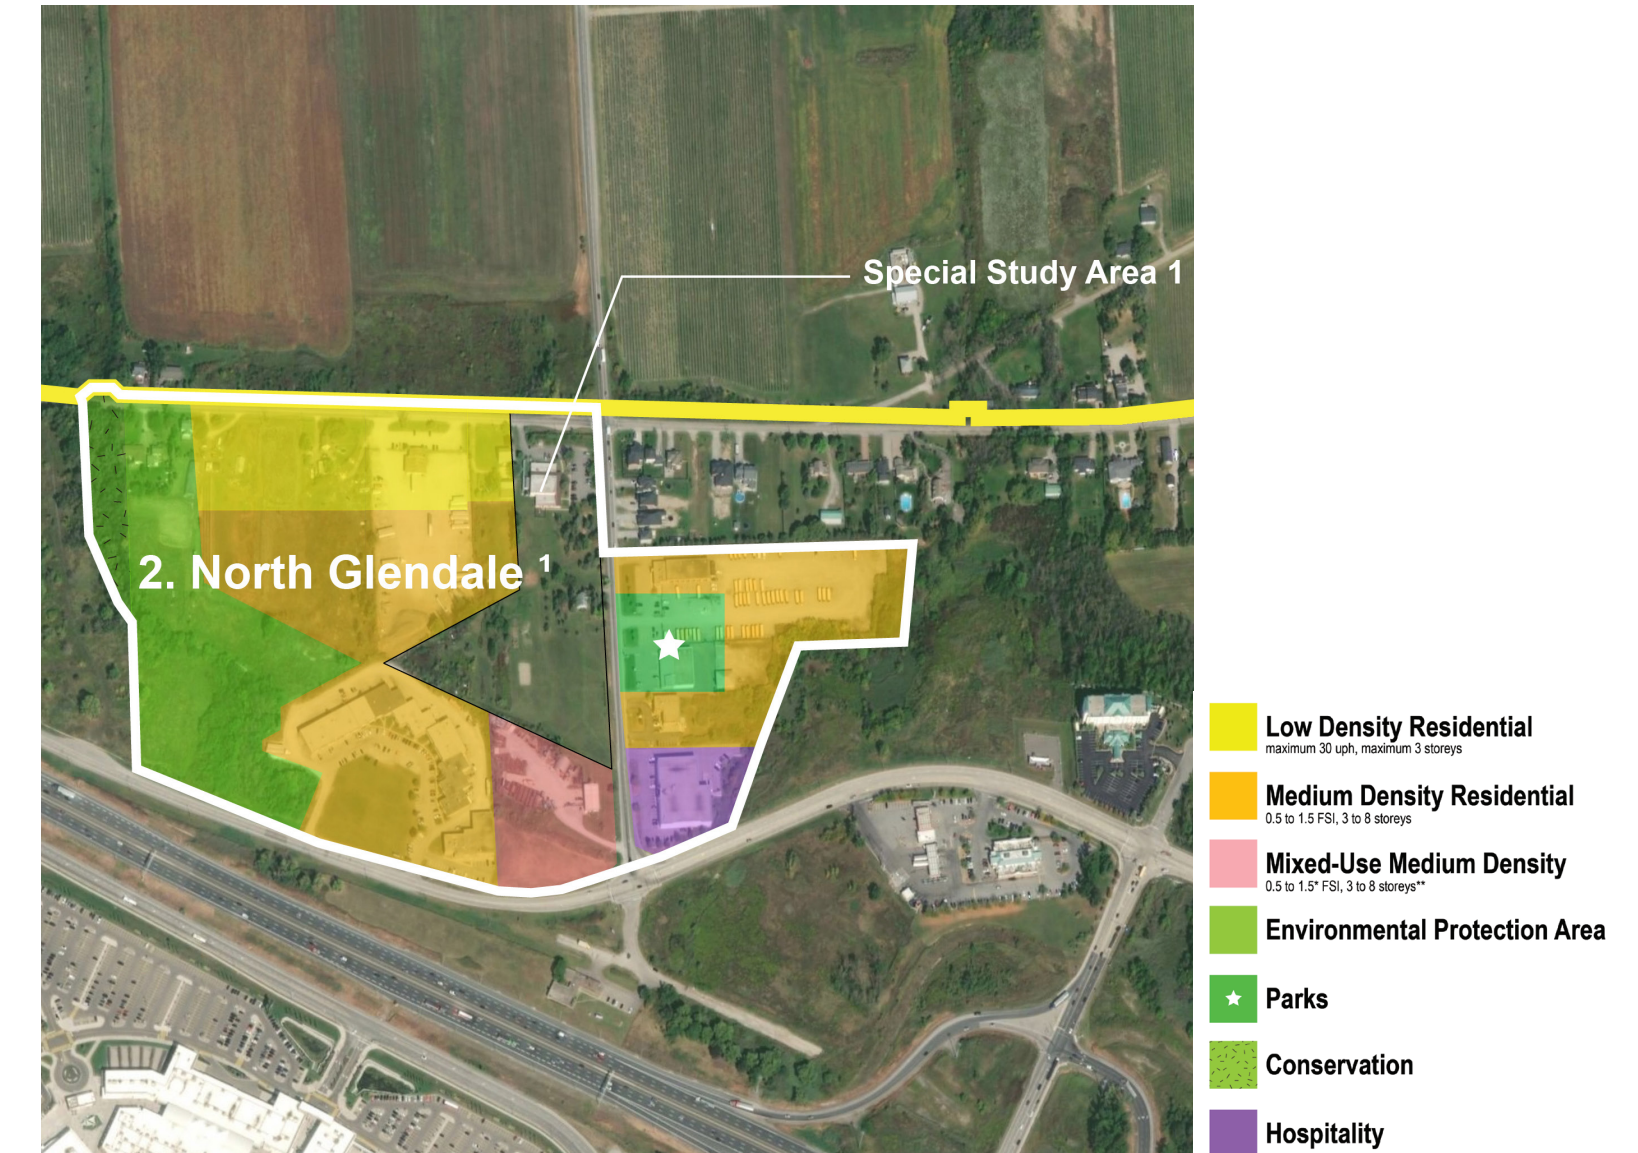 Special Study Area 1
2. North Glendale ¹
Low Density Residential
maximum 30 uph, maximum 3 storeys
Medium Density Residential
0.5 to 1.5 FSI, 3 to 8 storeys
Mixed-Use Medium Density
0.5 to 1.5* FSI, 3 to 8 storeys**
Environmental Protection Area
Parks
Conservation
Hospitality